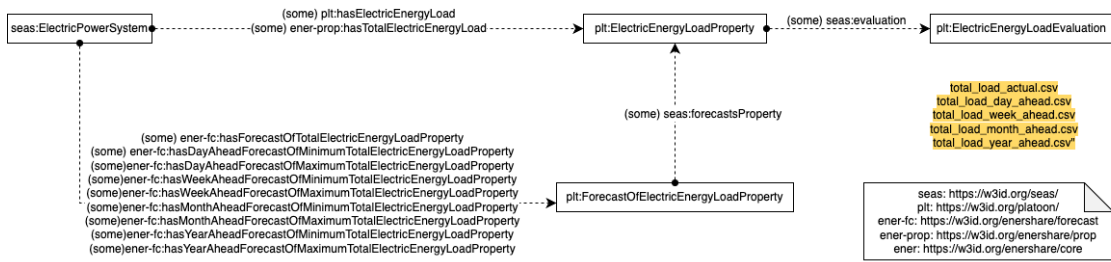 (some) plt:hasElectricEnergyLoad
(some) ener-prop:hasTotalElectricEnergyLoad
(some) seas:evaluation
seas:ElectricPowerSystem
plt:ElectricEnergyLoadProperty
plt:ElectricEnergyLoadEvaluation
total_load_actual.csv
total_load_day_ahead.csv
total_load_week_ahead.csv
total_load_month_ahead.csv
total_load_year_ahead.csv"
(some) seas:forecastsProperty
(some) ener-fc:hasForecastOfTotalElectricEnergyLoadProperty
(some) ener-fc:hasDayAheadForecastOfMinimumTotalElectricEnergyLoadProperty
(some)ener-fc:hasDayAheadForecastOfMaximumTotalElectricEnergyLoadProperty
(some)ener-fc:hasWeekAheadForecastOfMinimumTotalElectricEnergyLoadProperty
(some)ener-fc:hasWeekAheadForecastOfMaximumTotalElectricEnergyLoadProperty
(some)ener-fc:hasMonthAheadForecastOfMinimumTotalElectricEnergyLoadProperty
(some)ener-fc:hasMonthAheadForecastOfMaximumTotalElectricEnergyLoadProperty
(some)ener-fc:hasYearAheadForecastOfMinimumTotalElectricEnergyLoadProperty
(some)ener-fc:hasYearAheadForecastOfMaximumTotalElectricEnergyLoadProperty
plt:ForecastOfElectricEnergyLoadProperty
seas: https://w3id.org/seas/
plt: https://w3id.org/platoon/
ener-fc: https://w3id.org/enershare/forecast
ener-prop: https://w3id.org/enershare/prop
ener: https://w3id.org/enershare/core